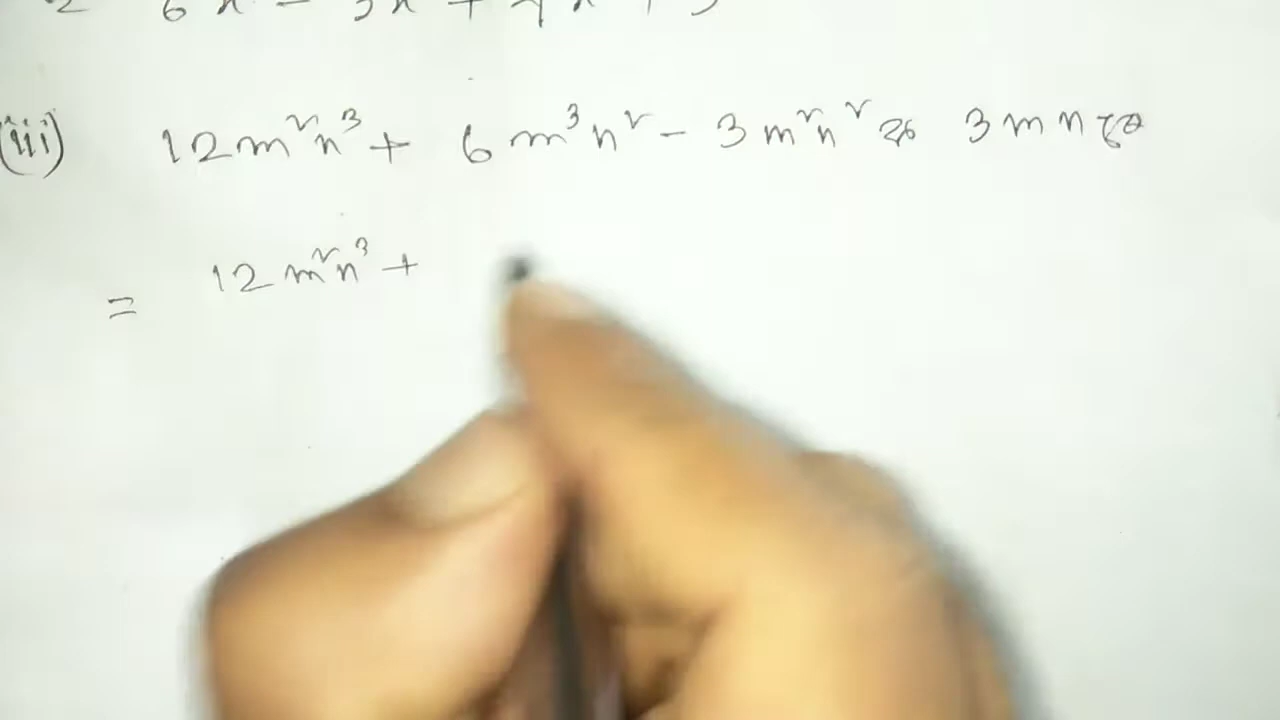 (iii) 12m²n³ + 6m³n² - 3m²n² ক 3mn রে
= 12m²n³ +